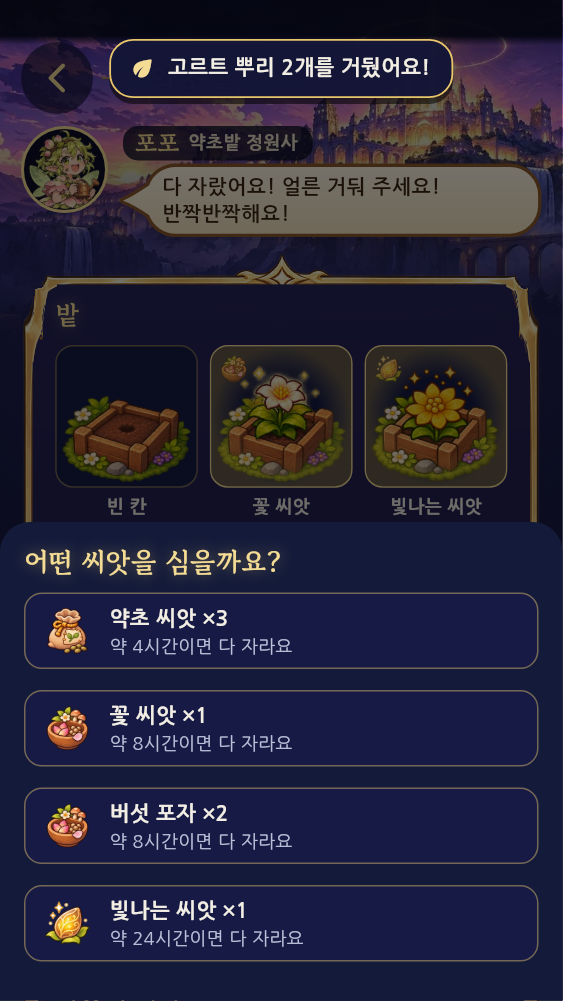 고르트 뿌리 2개를 거뒀어요!
포포 약초밭 정원사
다 자랐어요! 얼른 거둬 주세요!
반짝반짝해요!
밭
빈 칸
꽃 씨앗
빛나는 씨앗
어떤 씨앗을 심을까요?
약초 씨앗 ×3
약 4시간이면 다 자라요
꽃 씨앗 ×1
약 8시간이면 다 자라요
버섯 포자 ×2
약 8시간이면 다 자라요
빛나는 씨앗 ×1
약 24시간이면 다 자라요